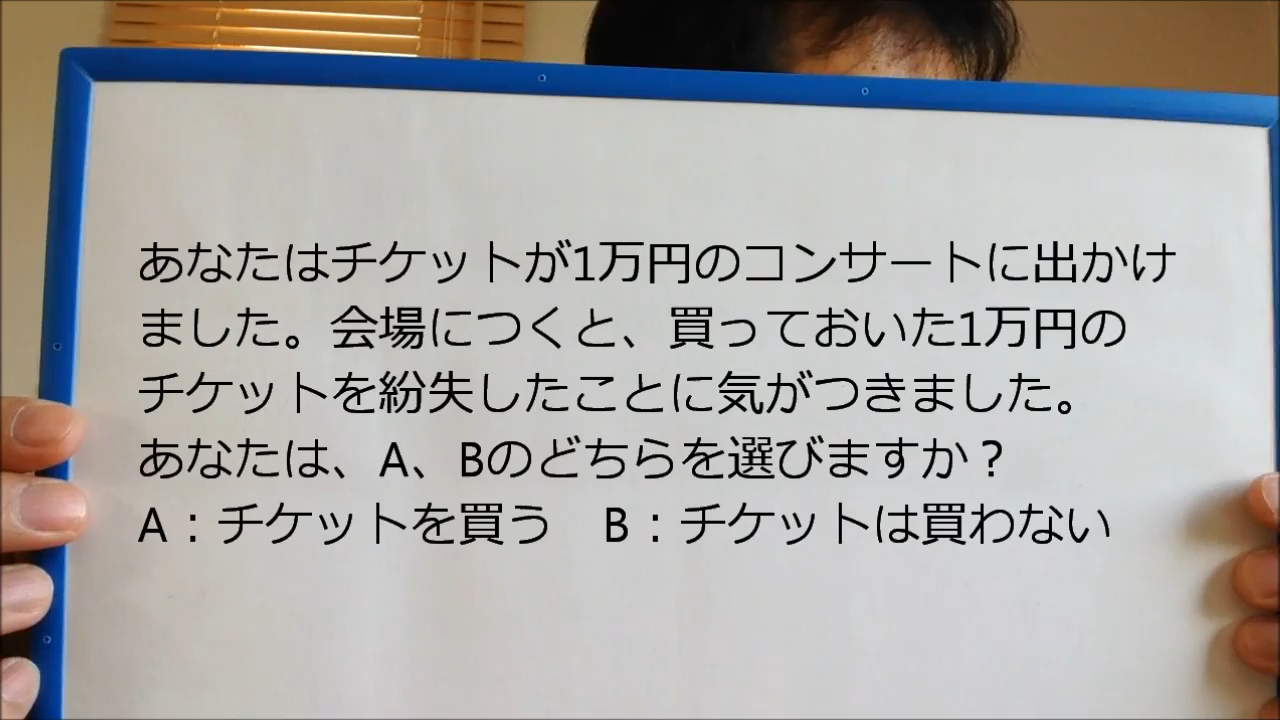 あなたはチケットが1万円のコンサートに出かけ
ました。会場につくと、買っておいた1万円の
チケットを紛失したことに気がつきました。
あなたは、A、Bのどちらを選びますか？
A：チケットを買う　B：チケットは買わない